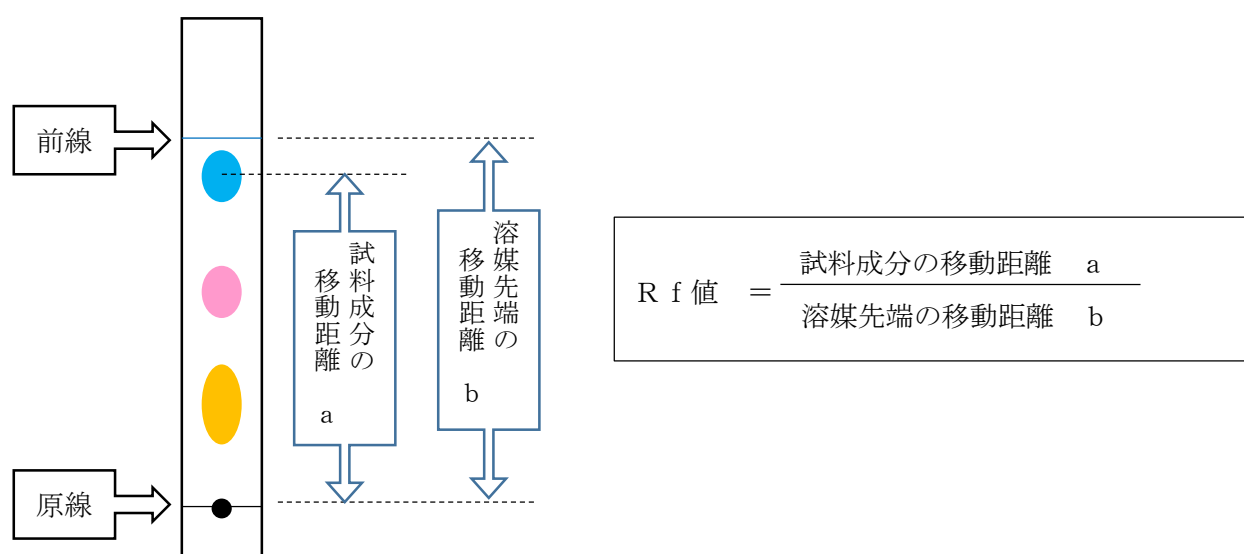 前線
原線
試料成分の
移動距離 a
溶媒先端の
移動距離 b
Ｒｆ値 ＝
試料成分の移動距離 a
溶媒先端の移動距離 b